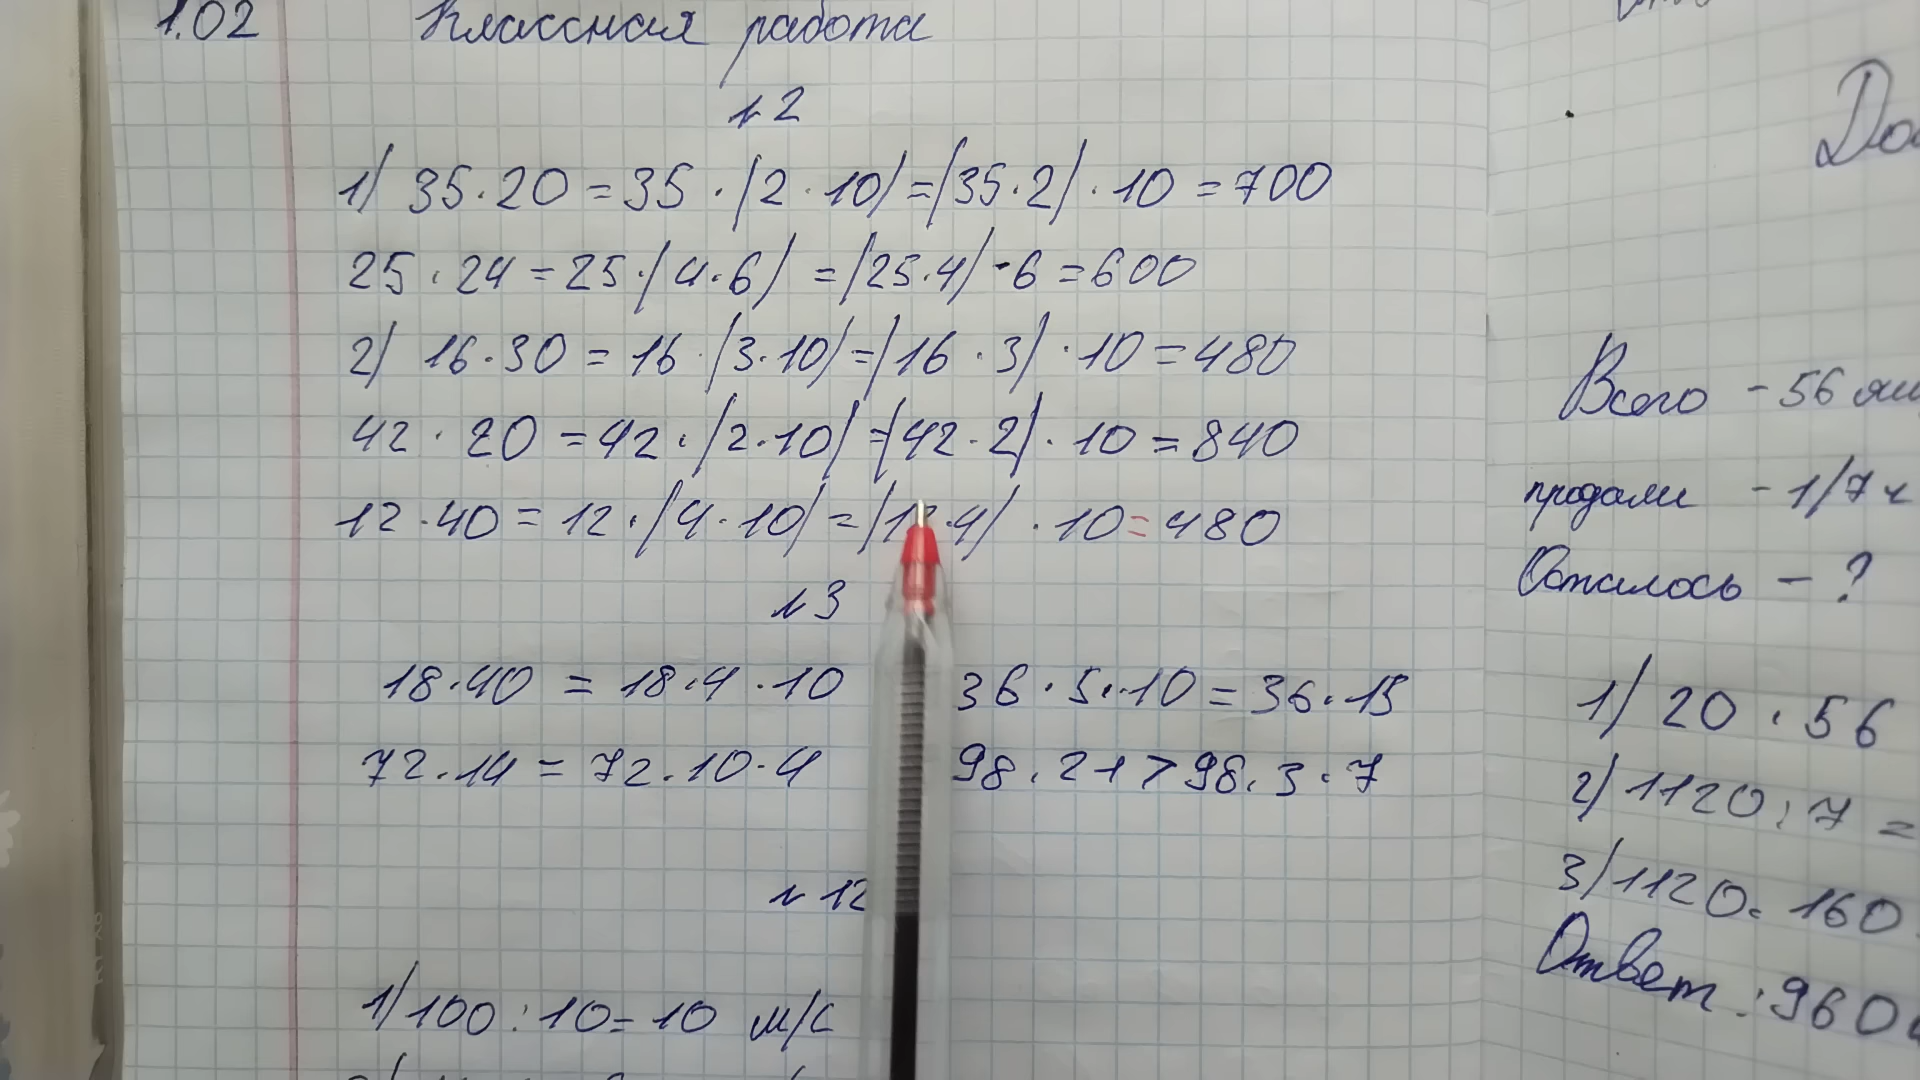 1.02 Классная работа
№2
1) 35·20=35·(2·10)=(35·2)·10=700
25·24=25·(4·6)=(25·4)·6=600
2) 16·30=16·(3·10)=(16·3)·10=480
42·20=42·(2·10)=(42·2)·10=840
12·40=12·(4·10)=(12·4)·10=480
№3
18·40=18·4·10 36·5·10=36·15
72·14=72·10·4 98·21>98·3·7
№12
1) 100:10=10 м/с
Всего - 56 ящ
продали - 1/7 ч
Осталось - ?
1) 20·56
2) 1120:7=
3) 1120-160
Ответ: 960